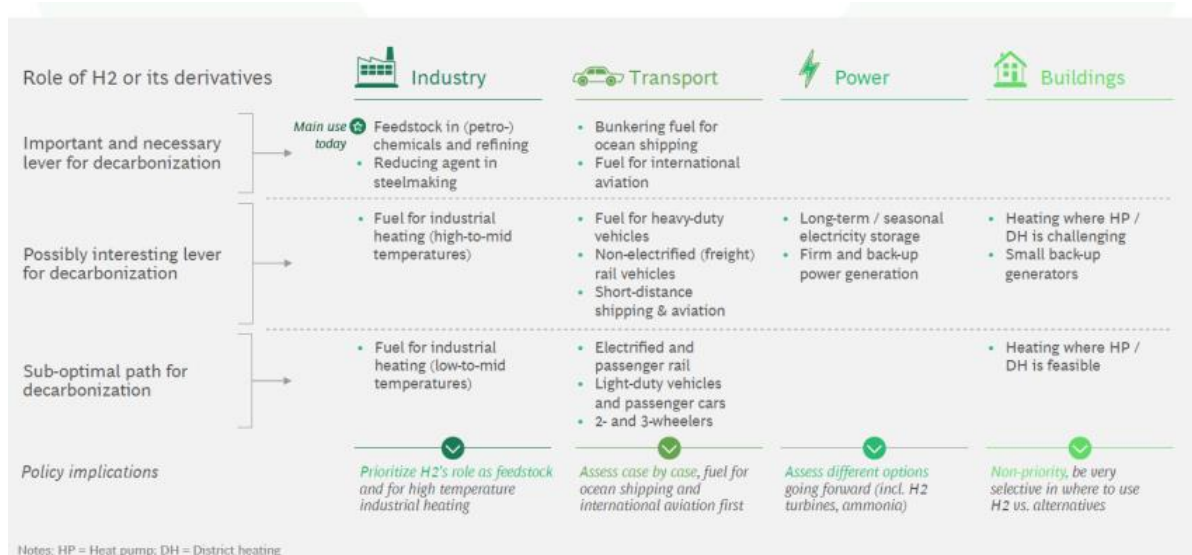 Role of H2 or its derivatives
Industry
Transport
Power
Buildings
Important and necessary
lever for decarbonization
Main use
today
Feedstock in (petro-)
chemicals and refining
• Reducing agent in
steelmaking
• Bunkering fuel for
ocean shipping
• Fuel for international
aviation
Possibly interesting lever
for decarbonization
• Fuel for industrial
heating (high-to-mid
temperatures)
• Fuel for heavy-duty
vehicles
• Non-electrified (freight)
rail vehicles
• Short-distance
shipping & aviation
• Long-term / seasonal
electricity storage
• Firm and back-up
power generation
• Heating where HP /
DH is challenging
• Small back-up
generators
Sub-optimal path for
decarbonization
• Fuel for industrial
heating (low-to-mid
temperatures)
• Electrified and
passenger rail
• Light-duty vehicles
and passenger cars
• 2- and 3-wheelers
• Heating where HP /
DH is feasible
Policy implications
Prioritize H2's role as feedstock
and for high temperature
industrial heating
Assess case by case, fuel for
ocean shipping and
international aviation first
Assess different options
going forward (incl. H2
turbines, ammonia)
Non-priority, be very
selective in where to use
H2 vs. alternatives
Notes: HP = Heat pump; DH = District heating